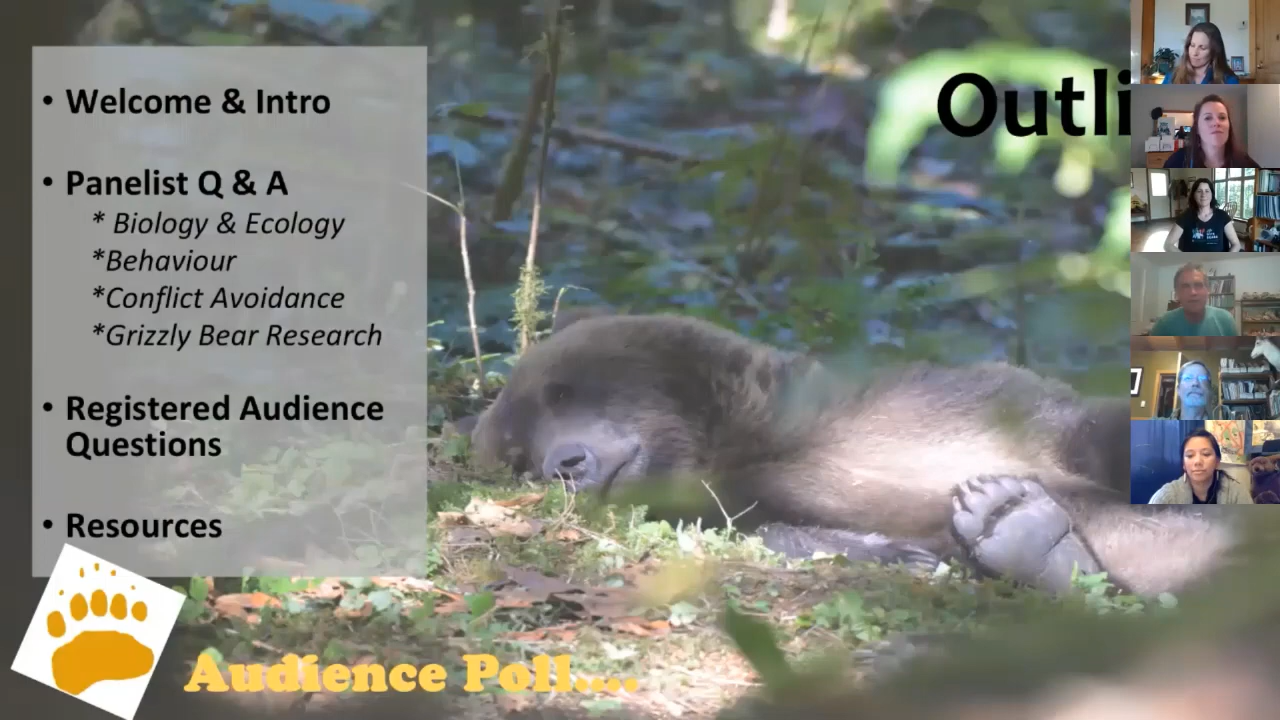 Outli
• Welcome & Intro
• Panelist Q & A
* Biology & Ecology
*Behaviour
*Conflict Avoidance
*Grizzly Bear Research
• Registered Audience
Questions
• Resources
Audience Poll....